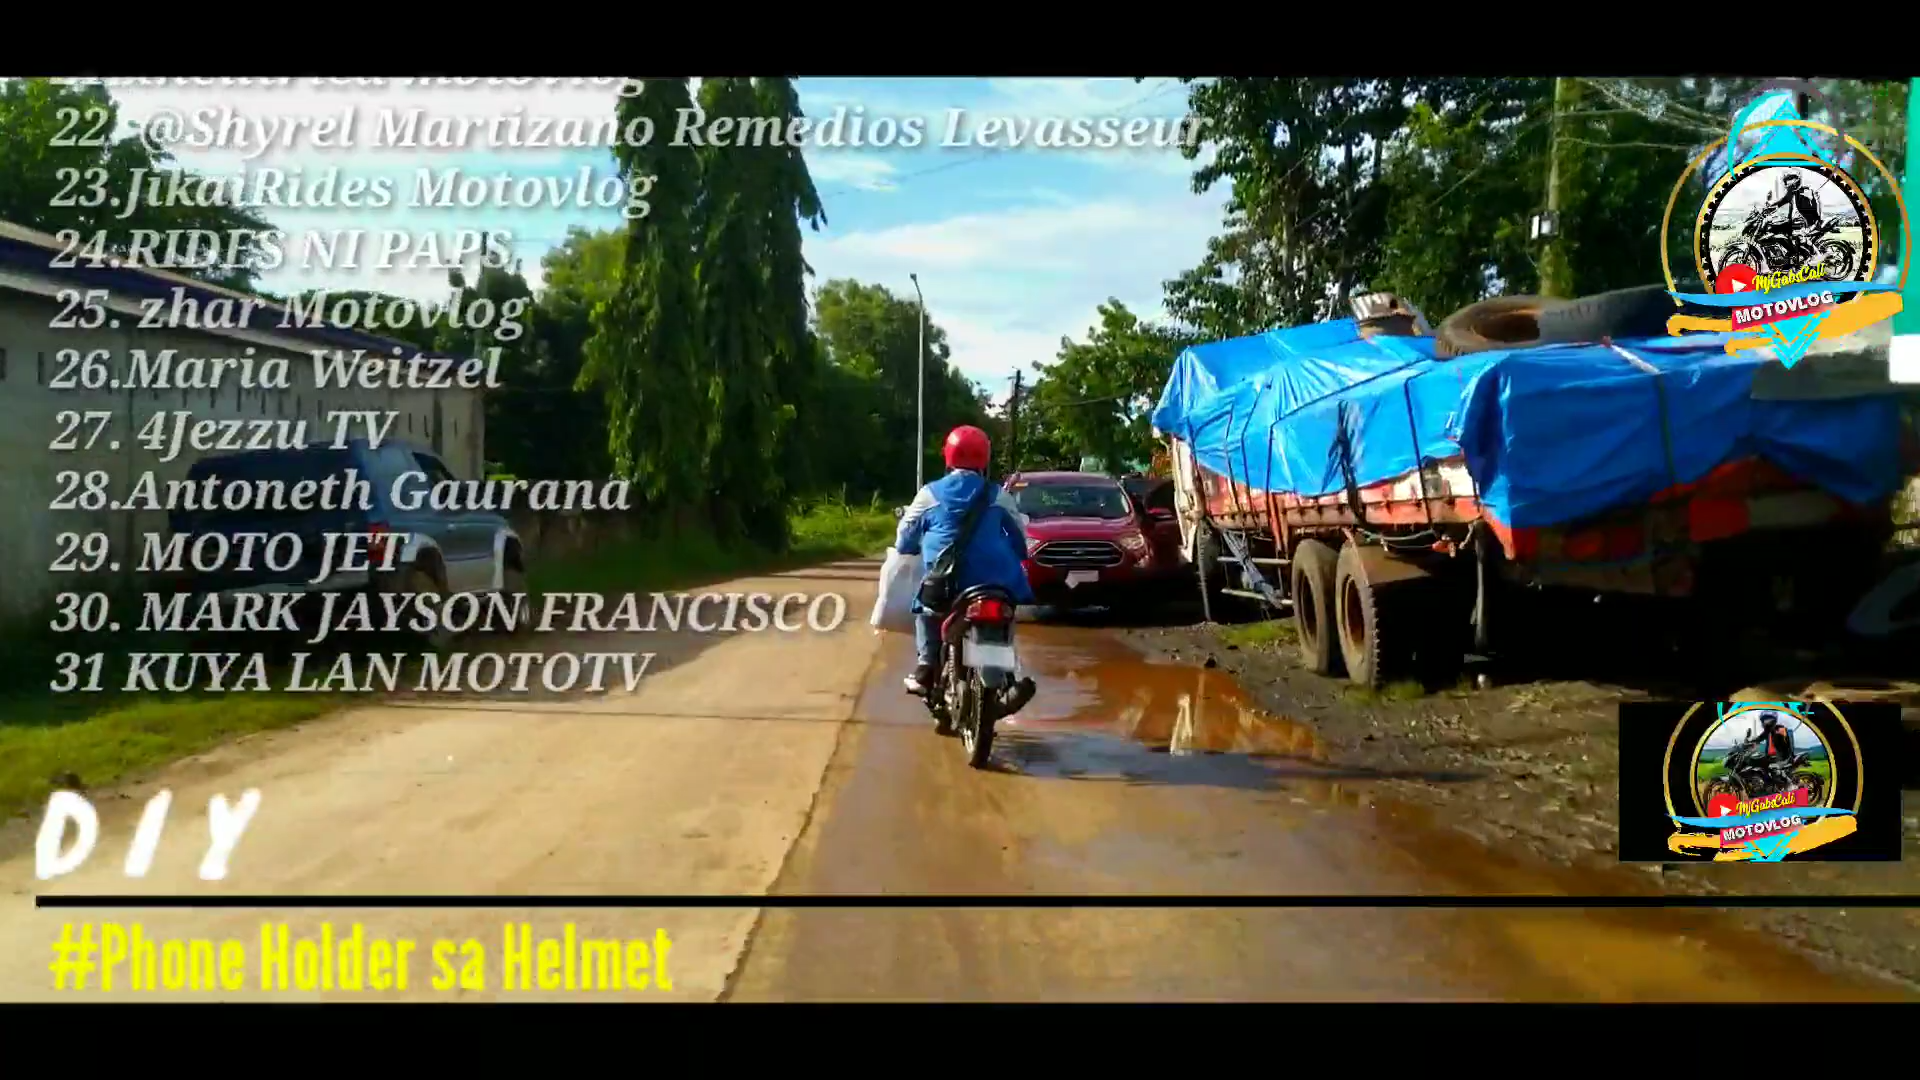 22. @Shyrel Martizano Remedios Levasseur
23.JikaiRides Motovlog
24.RIDES NI PAPS
25. zhar Motovlog
26.Maria Weitzel
27. 4Jezzu TV
28.Antoneth Gaurana
29. MOTO JET
30. MARK JAYSON FRANCISCO
31 KUYA LAN MOTOTV
MjGabsCali
MOTOVLOG
MjGabsCali
MOTOVLOG
DIY
#Phone Holder sa Helmet